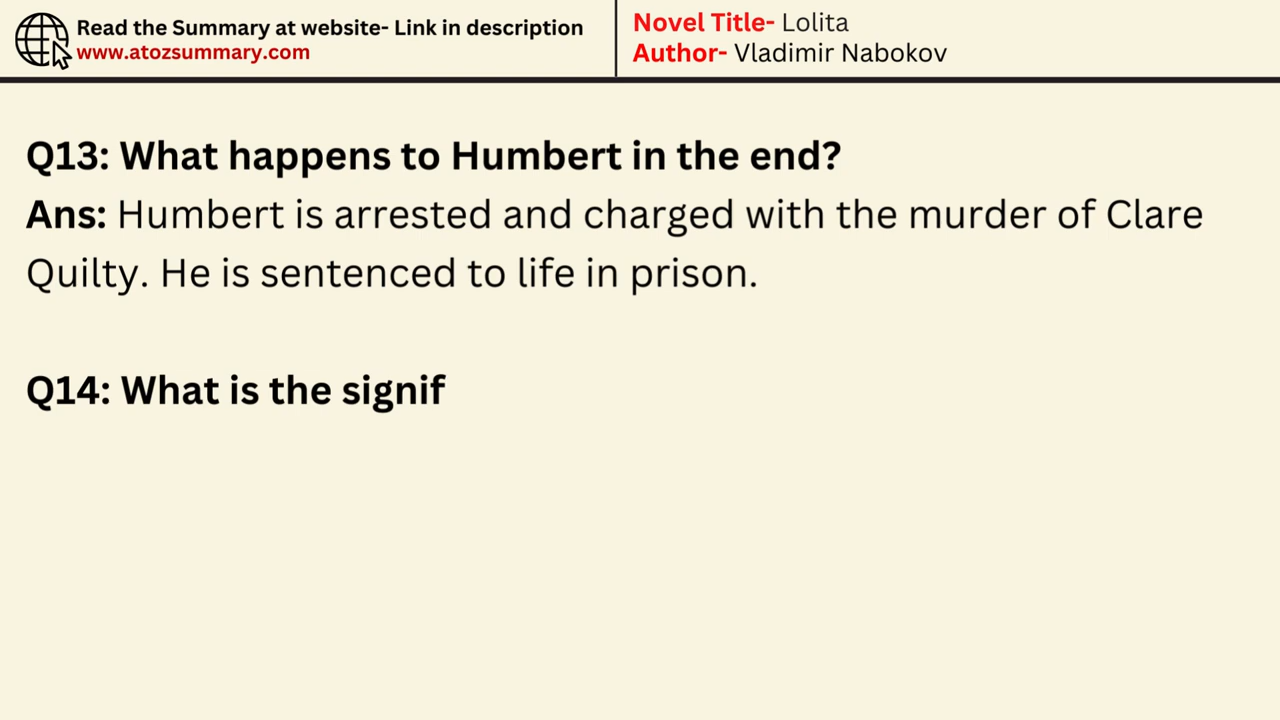 Read the Summary at website- Link in description
www.atozsummary.com
Novel Title- Lolita
Author- Vladimir Nabokov
Q13: What happens to Humbert in the end?
Ans: Humbert is arrested and charged with the murder of Clare
Quilty. He is sentenced to life in prison.
Q14: What is the signif